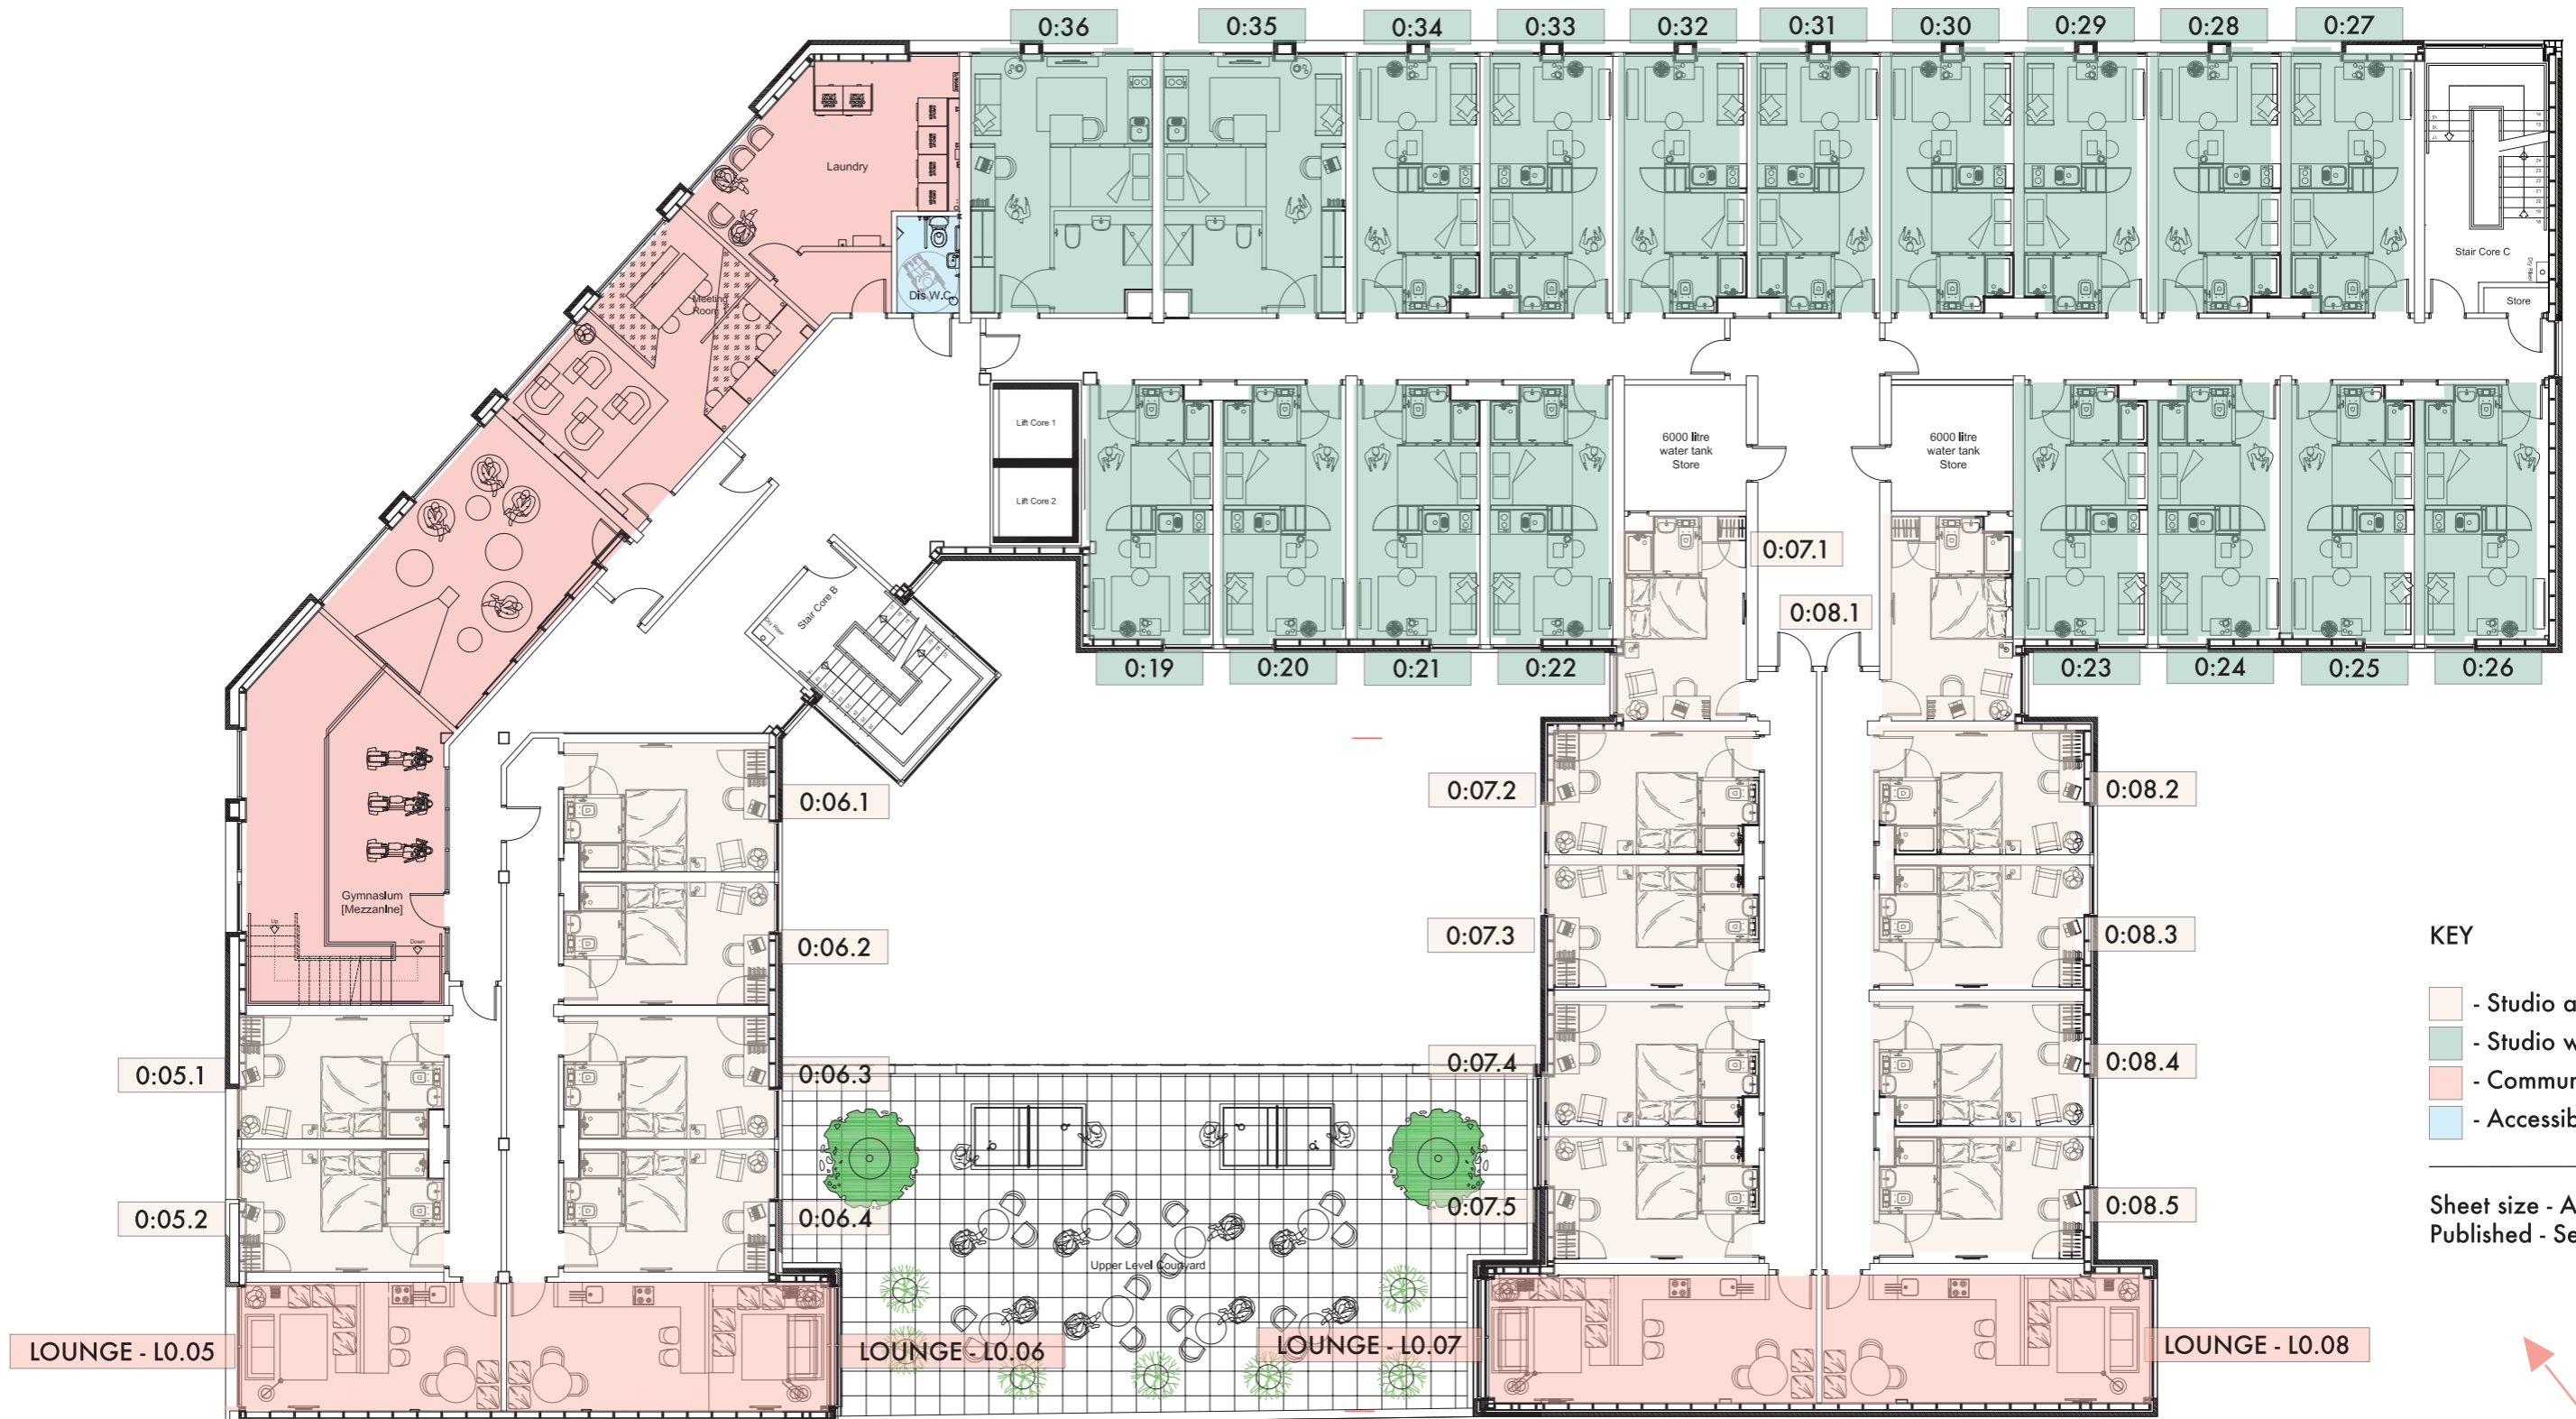 0:36
0:35
0:34
0:33
0:32
0:31
0:30
0:29
0:28
0:27
Laundry
Meeting
Room
Dis W.C.
Stair Core C
Dry Riser
Store
Lift Core 1
Lift Core 2
6000 litre
water tank
Store
6000 litre
water tank
Store
0:07.1
0:08.1
Stair Core B
Dry Riser
0:19
0:20
0:21
0:22
0:23
0:24
0:25
0:26
0:06.1
0:07.2
0:08.2
Gymnasium
[Mezzanine]
Up
Down
0:06.2
0:07.3
0:08.3
0:05.1
0:06.3
0:07.4
0:08.4
0:05.2
0:06.4
0:07.5
0:08.5
Upper Level Courtyard
LOUNGE - L0.05
LOUNGE - L0.06
LOUNGE - L0.07
LOUNGE - L0.08
KEY
- Studio a
- Studio w
- Commun
- Accessib
Sheet size - A
Published - Se